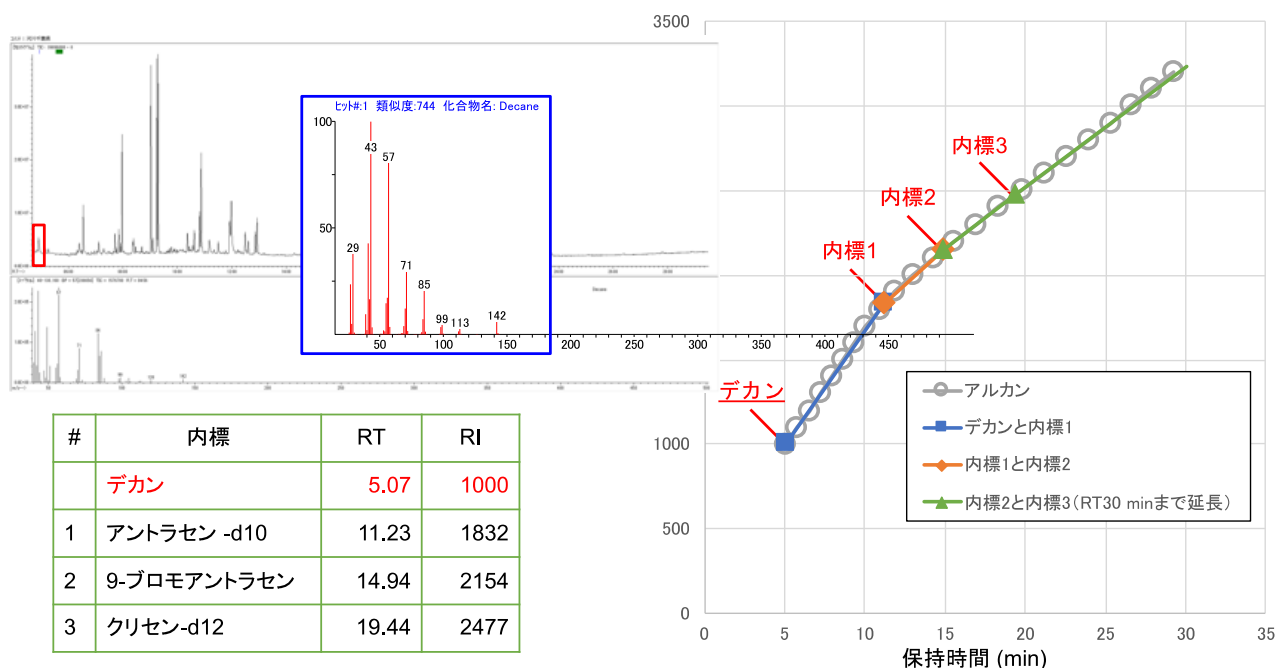 ヒット#:1 類似度:744 化合物名: Decane
100
43
57
50
29
71
85
99
113
142
50 100 150 200 250 300 350 400 450
Decane
# 内標 RT RI
デカン 5.07 1000
1 アントラセン -d10 11.23 1832
2 9-ブロモアントラセン 14.94 2154
3 クリセン-d12 19.44 2477
3500
内標3
内標2
内標1
デカン
1000
500
0
アルカン
デカンと内標1
内標1と内標2
内標2と内標3(RT30 minまで延長)
0 5 10 15 20 25 30 35
保持時間 (min)